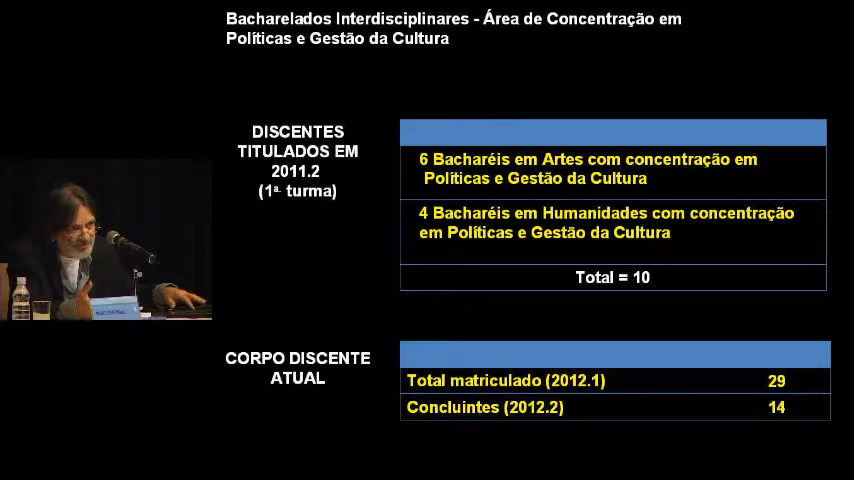 Bacharelados Interdisciplinares - Área de Concentração em
Políticas e Gestão da Cultura
DISCENTES
TITULADOS EM
2011.2
(1ª turma)
6 Bacharéis em Artes com concentração em
Políticas e Gestão da Cultura
4 Bacharéis em Humanidades com concentração
em Políticas e Gestão da Cultura
Total = 10
CORPO DISCENTE
ATUAL
Total matriculado (2012.1) 29
Concluintes (2012.2) 14